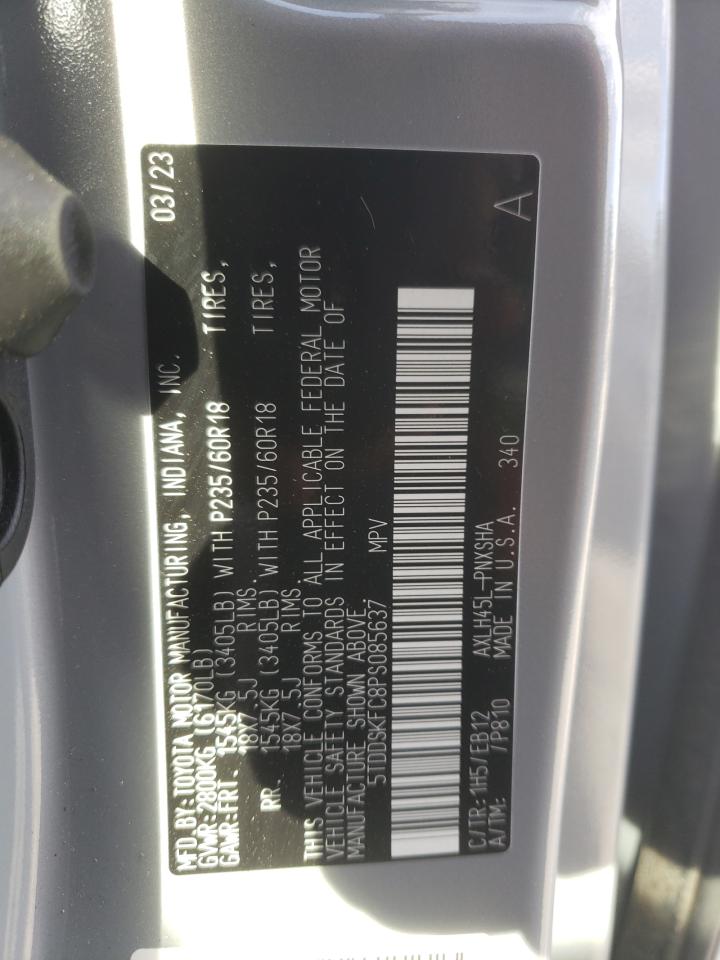 MFD.BY:TOYOTA MOTOR MANUFACTURING, INDIANA, INC. 03/23
GVWR:2800KG (6170LB)
GAWR:FRT. 1545KG (3405LB) WITH P235/60R18 TIRES,
18X7.5J RIMS.
RR. 1545KG (3405LB) WITH P235/60R18 TIRES,
18X7.5J RIMS.
THIS VEHICLE CONFORMS TO ALL APPLICABLE FEDERAL MOTOR
VEHICLE SAFETY STANDARDS IN EFFECT ON THE DATE OF
MANUFACTURE SHOWN ABOVE.
5TDDSKFC8PS085637 MPV
C/TR:1H5/EB12 AXLH45L-PNXSHA
A/TM: /P810 MADE IN U.S.A. 340 A